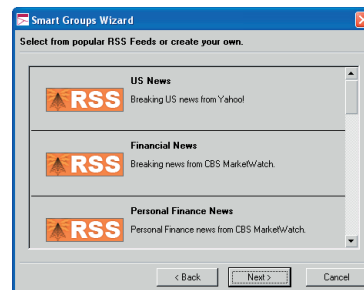 Smart Groups Wizard
Select from popular RSS Feeds or create your own.
US News
RSS
Breaking US news from Yahoo!
Financial News
RSS
Breaking news from CBS MarketWatch.
Personal Finance News
RSS
Personal Finance news from CBS MarketWatch.
< Back Next > Cancel